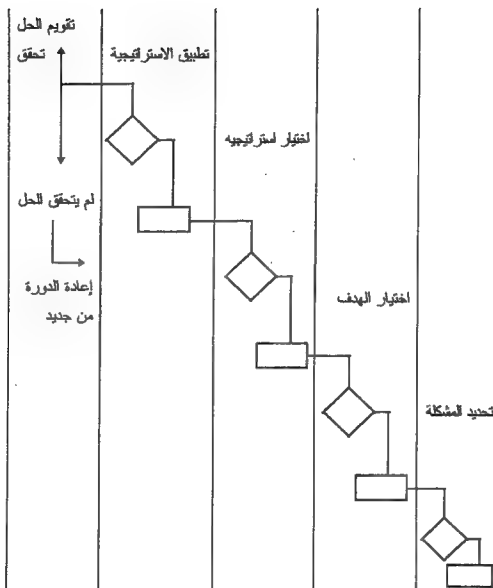 تقويم الحل
تحقق
تطبيق الاستراتيجية
اختيار استراتيجيه
لم يتحقق الحل
إعادة الدورة
من جديد
اختيار الهدف
تحديد المشكلة